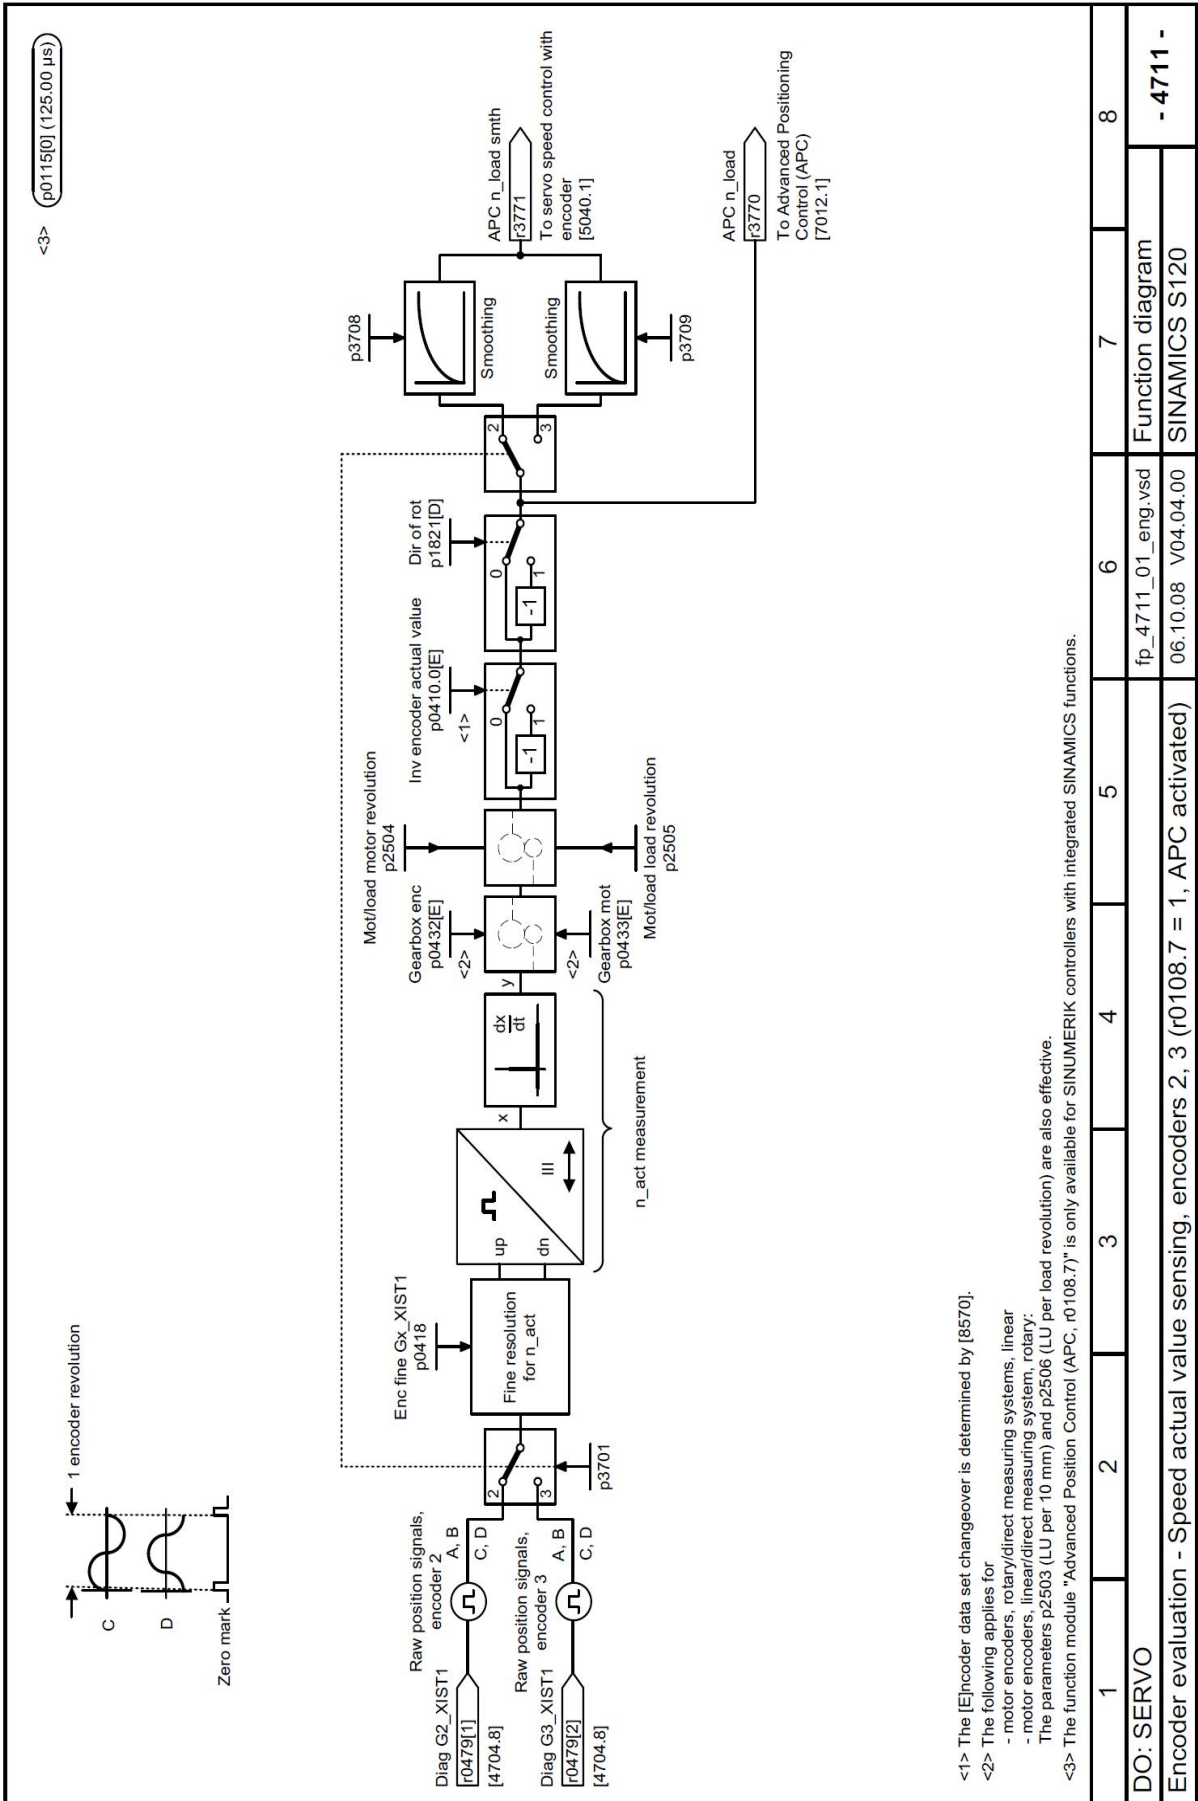 <3> p0115[0] (125.00 µs)
1 encoder revolution
C
D
Zero mark
Diag G2_XIST1
r0479[1]
[4704.8]
Raw position signals,
encoder 2
A, B
C, D
Diag G3_XIST1
r0479[2]
[4704.8]
Raw position signals,
encoder 3
A, B
C, D
2
3
p3701
Enc fine Gx_XIST1
p0418
Fine resolution
for n_act
up
dn
III
x
dx
dt
y
n_act measurement
Gearbox enc
p0432[E]
<2>
<2>
Gearbox mot
p0433[E]
Mot/load motor revolution
p2504
Mot/load load revolution
p2505
Inv encoder actual value
p0410.0[E]
<1>
0
1
-1
Dir of rot
p1821[D]
0
1
-1
2
3
p3708
Smoothing
Smoothing
p3709
APC n_load smth
r3771
To servo speed control with
encoder
[5040.1]
APC n_load
r3770
To Advanced Positioning
Control (APC)
[7012.1]
<1> The [E]ncoder data set changeover is determined by [8570].
<2> The following applies for
- motor encoders, rotary/direct measuring systems, linear
- motor encoders, linear/direct measuring system, rotary:
The parameters p2503 (LU per 10 mm) and p2506 (LU per load revolution) are also effective.
<3> The function module "Advanced Position Control (APC, r0108.7)" is only available for SINUMERIK controllers with integrated SINAMICS functions.
1 2 3 4 5 6 7 8
DO: SERVO
fp_4711_01_eng.vsd
Function diagram
- 4711 -
Encoder evaluation - Speed actual value sensing, encoders 2, 3 (r0108.7 = 1, APC activated)
06.10.08 V04.04.00
SINAMICS S120